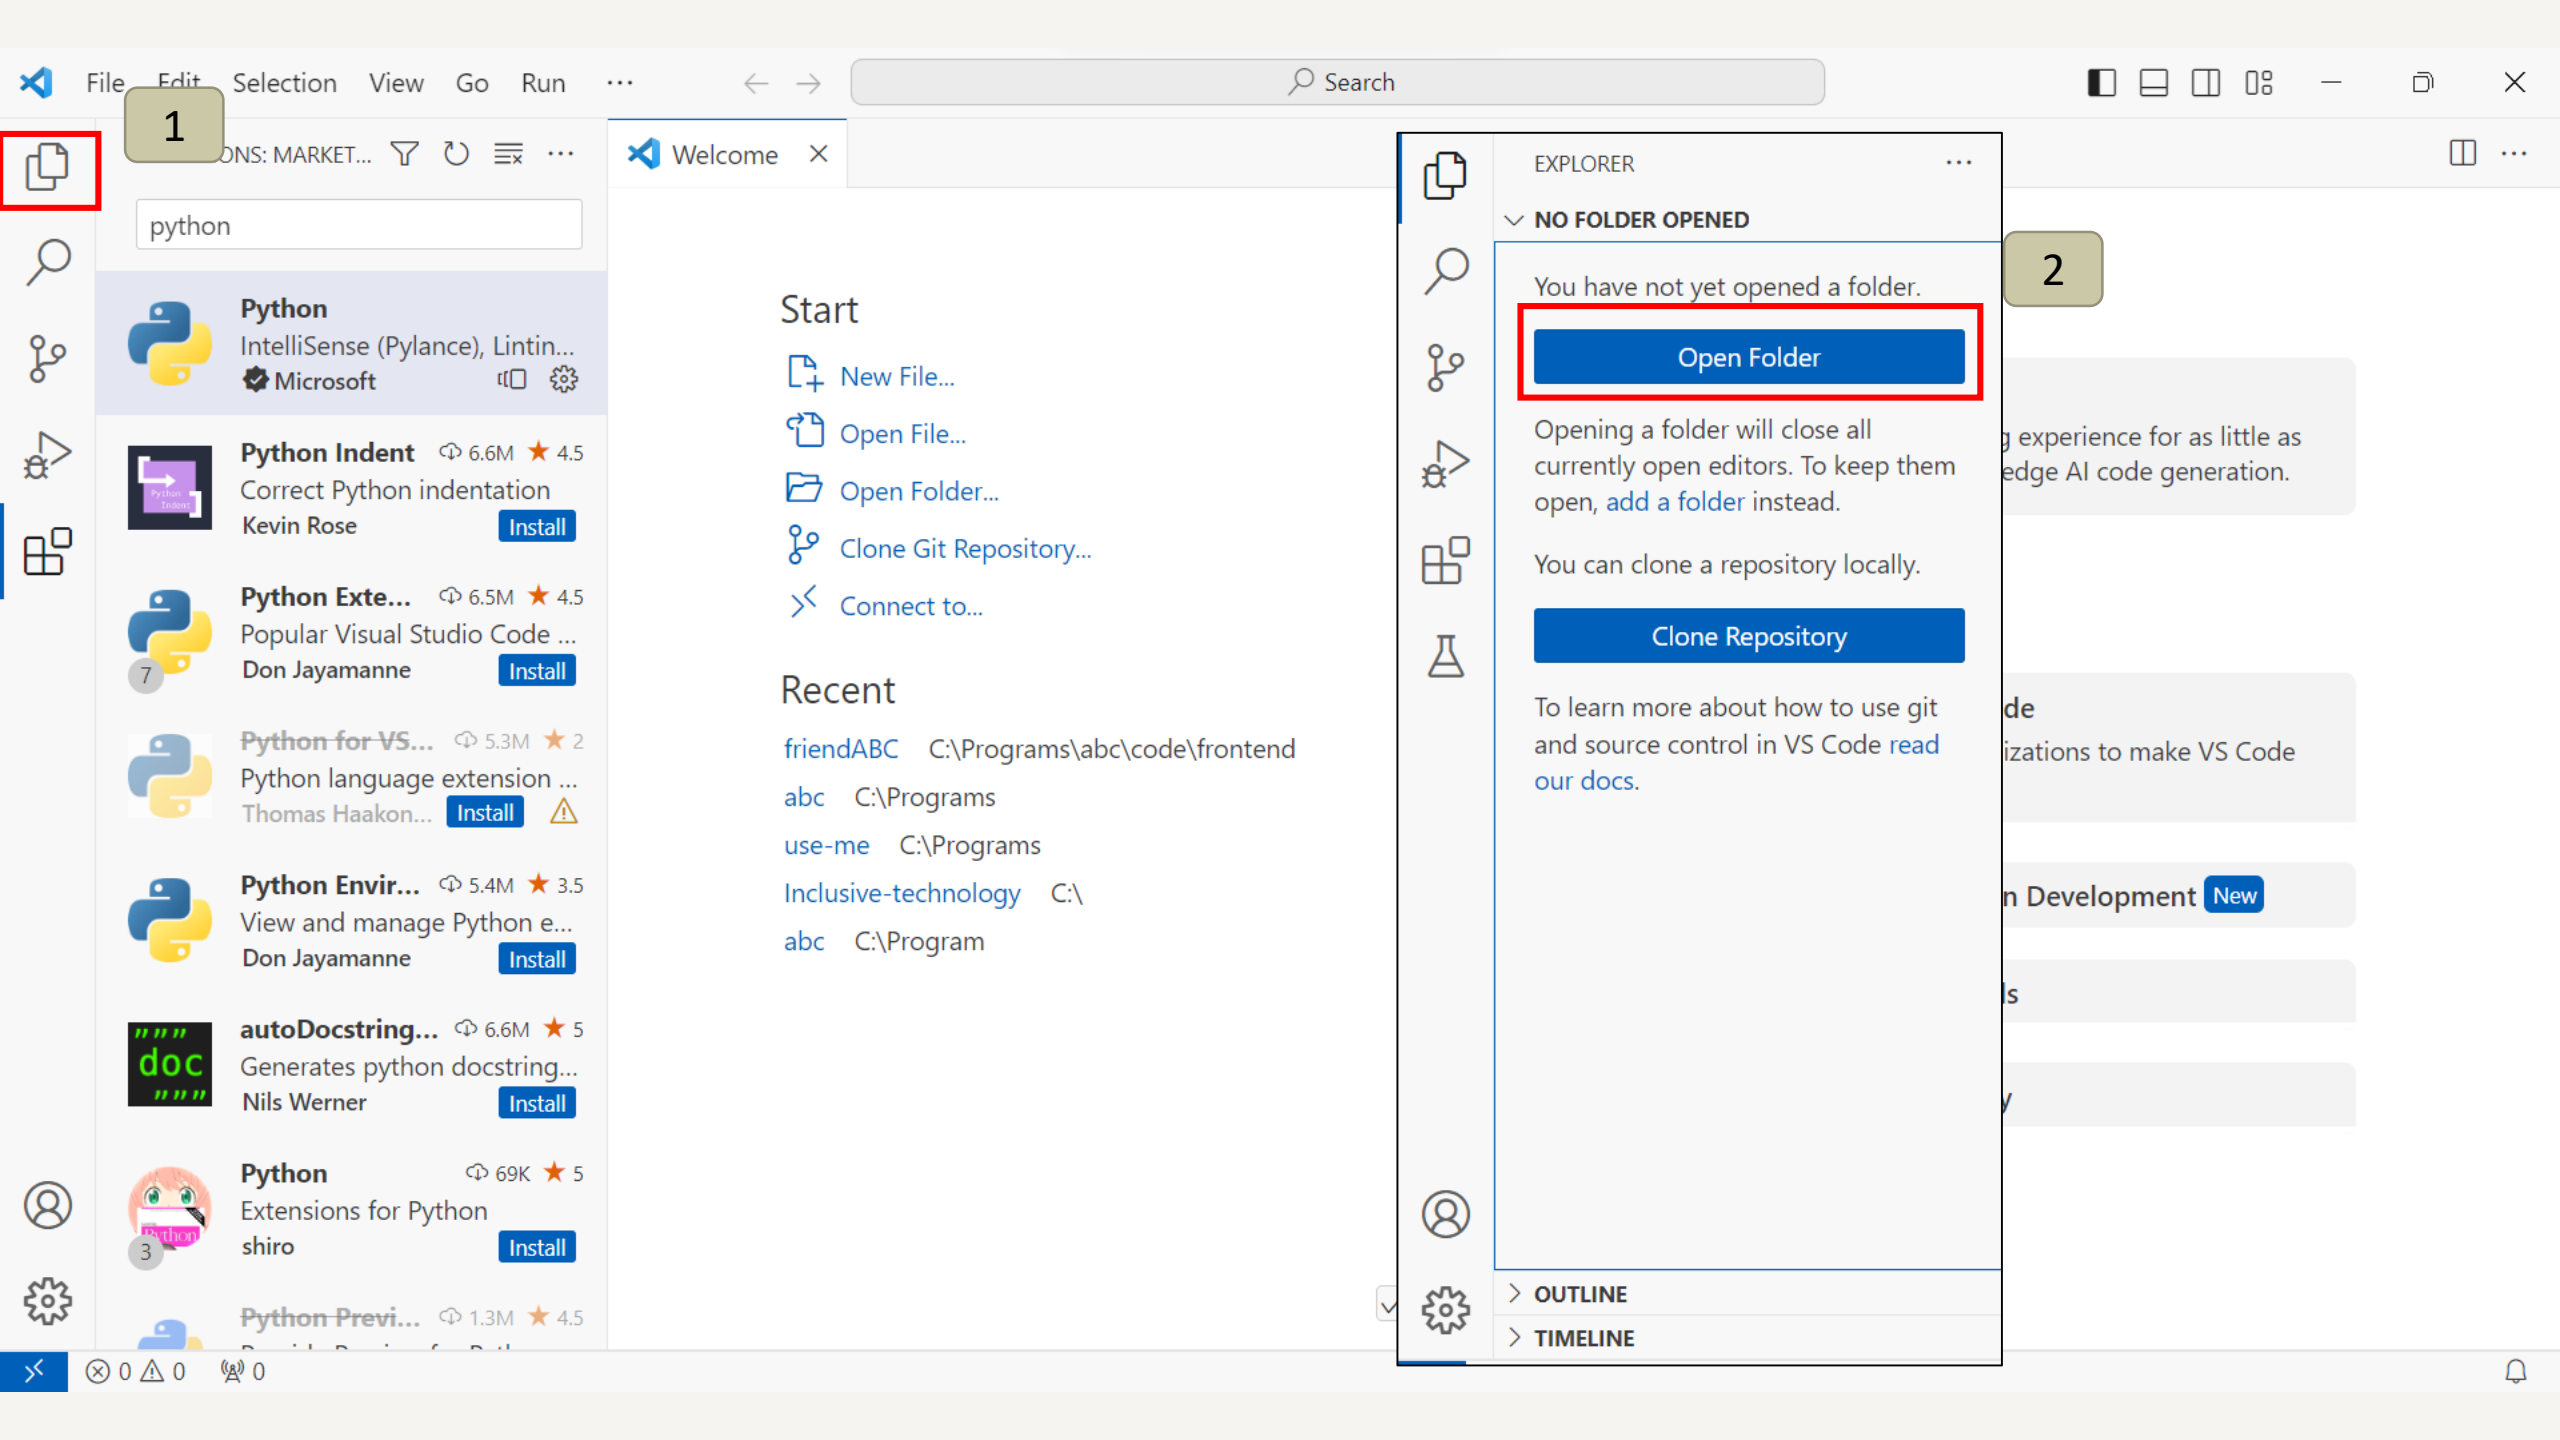 File Edit Selection View Go Run ···
Search
1
ONS: MARKET... ···
python
Python
IntelliSense (Pylance), Lintin...
Microsoft
Python Indent 6.6M ★ 4.5
Correct Python indentation
Kevin Rose Install
Python Exte... 6.5M ★ 4.5
Popular Visual Studio Code ...
Don Jayamanne Install
7
Python for VS... 5.3M ★ 2
Python language extension ...
Thomas Haakon... Install
Python Envir... 5.4M ★ 3.5
View and manage Python e...
Don Jayamanne Install
autoDocstring... 6.6M ★ 5
Generates python docstring...
Nils Werner Install
"""
doc
"""
Python 69K ★ 5
Extensions for Python
shiro Install
3
Python Previ... 1.3M ★ 4.5
0 0 0
Welcome
Start
New File...
Open File...
Open Folder...
Clone Git Repository...
Connect to...
Recent
friendABC C:\Programs\abc\code\frontend
abc C:\Programs
use-me C:\Programs
Inclusive-technology C:\
abc C:\Program
EXPLORER ···
NO FOLDER OPENED
2
You have not yet opened a folder.
Open Folder
Opening a folder will close all
currently open editors. To keep them
open, add a folder instead.
You can clone a repository locally.
Clone Repository
To learn more about how to use git
and source control in VS Code read
our docs.
OUTLINE
TIMELINE
experience for as little as
edge AI code generation.
de
izations to make VS Code
n Development New
ls
y